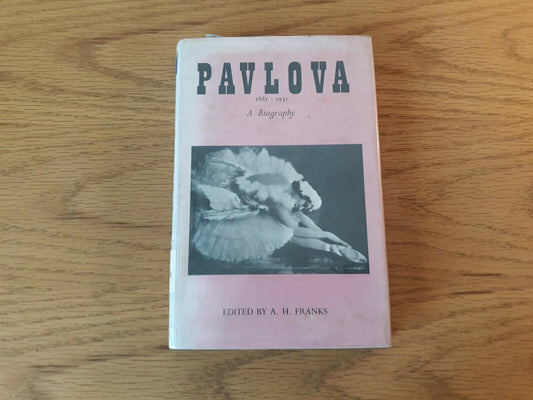 PAVLOVA
1881 - 1931
A Biography
EDITED BY A. H. FRANKS